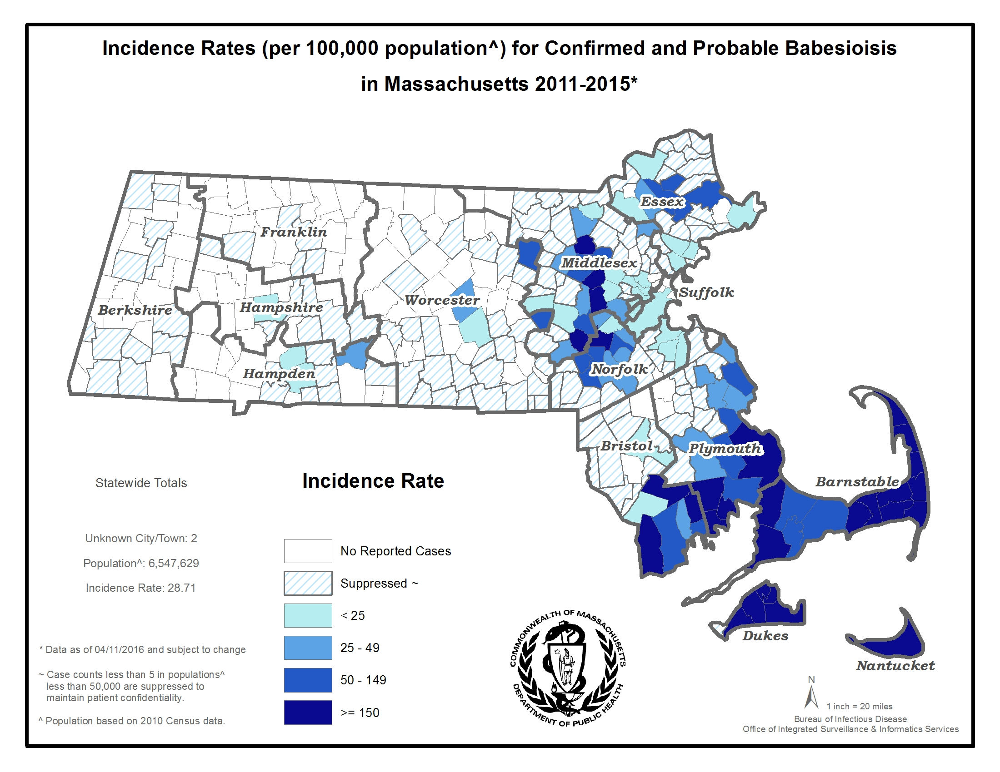 Incidence Rates (per 100,000 population^) for Confirmed and Probable Babesioisis
in Massachusetts 2011-2015*
Essex
Franklin
Middlesex
Suffolk
Worcester
Berkshire
Hampshire
Norfolk
Hampden
Bristol
Plymouth
Barnstable
Dukes
Nantucket
Statewide Totals
Unknown City/Town: 2
Population^: 6,547,629
Incidence Rate: 28.71
* Data as of 04/11/2016 and subject to change
~ Case counts less than 5 in populations^
less than 50,000 are suppressed to
maintain patient confidentiality.
^ Population based on 2010 Census data.
Incidence Rate
No Reported Cases
Suppressed ~
< 25
25 - 49
50 - 149
>= 150
COMMONWEALTH OF MASSACHUSETTS
DEPARTMENT OF PUBLIC HEALTH
N
1 inch = 20 miles
Bureau of Infectious Disease
Office of Integrated Surveillance & Informatics Services